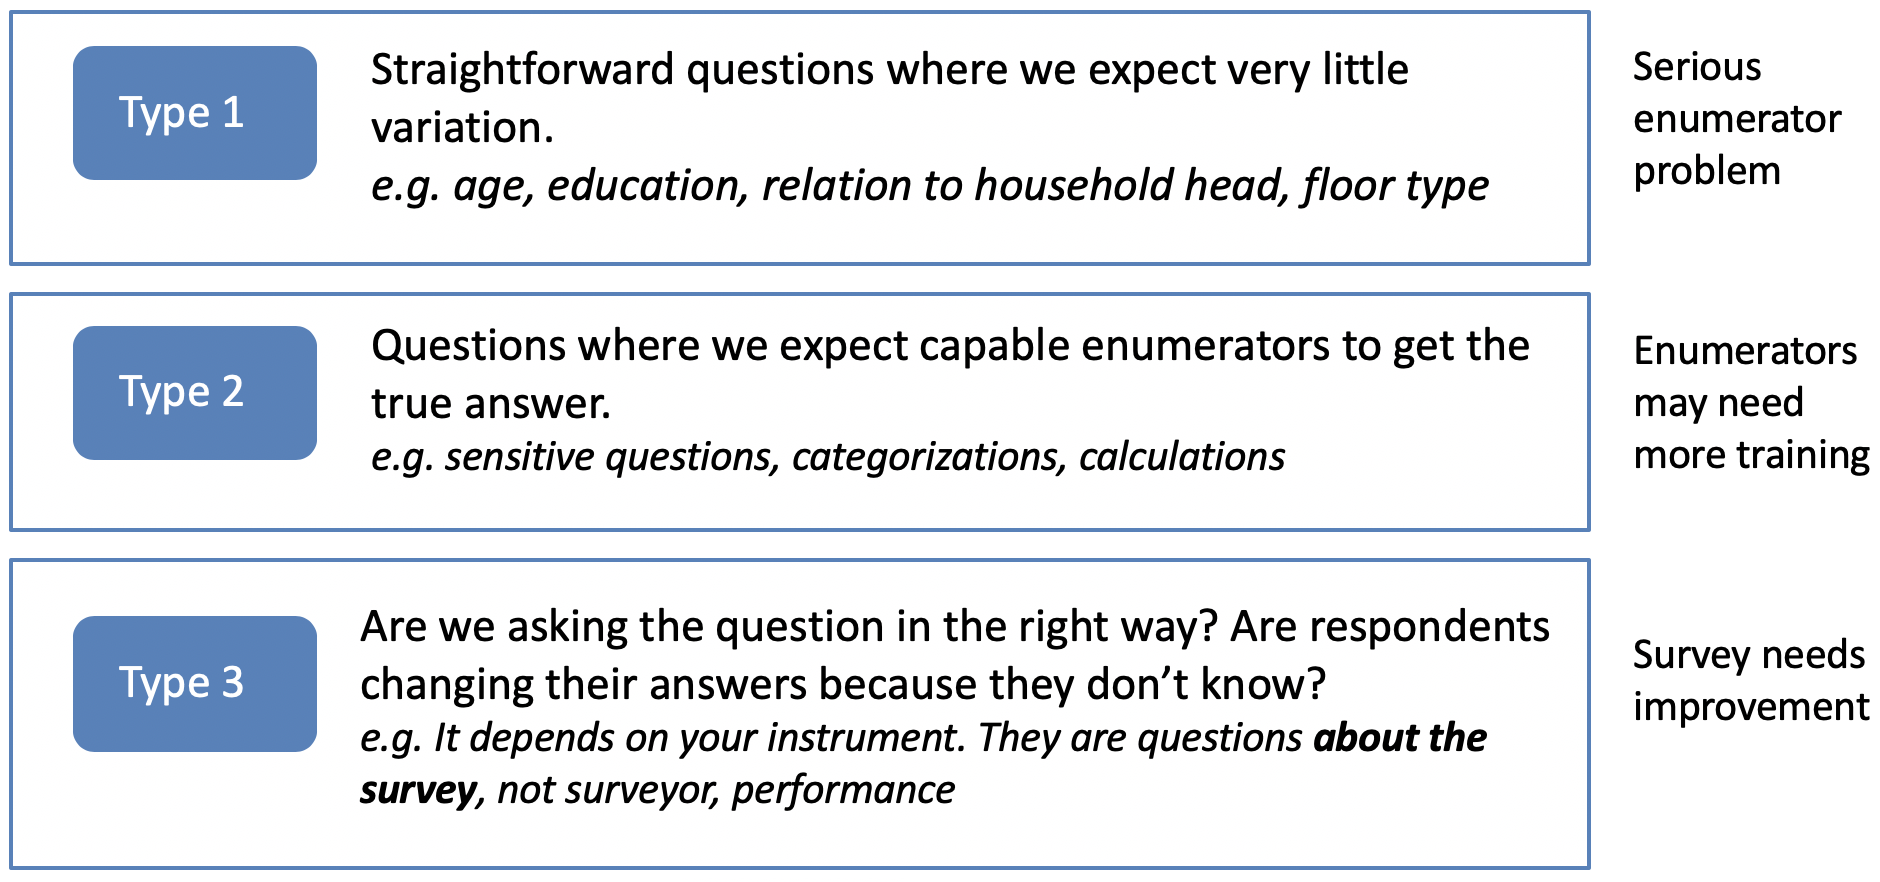 Type 1
Straightforward questions where we expect very little
variation.
e.g. age, education, relation to household head, floor type
Serious
enumerator
problem
Type 2
Questions where we expect capable enumerators to get the
true answer.
e.g. sensitive questions, categorizations, calculations
Enumerators
may need
more training
Type 3
Are we asking the question in the right way? Are respondents
changing their answers because they don’t know?
e.g. It depends on your instrument. They are questions about the
survey, not surveyor, performance
Survey needs
improvement